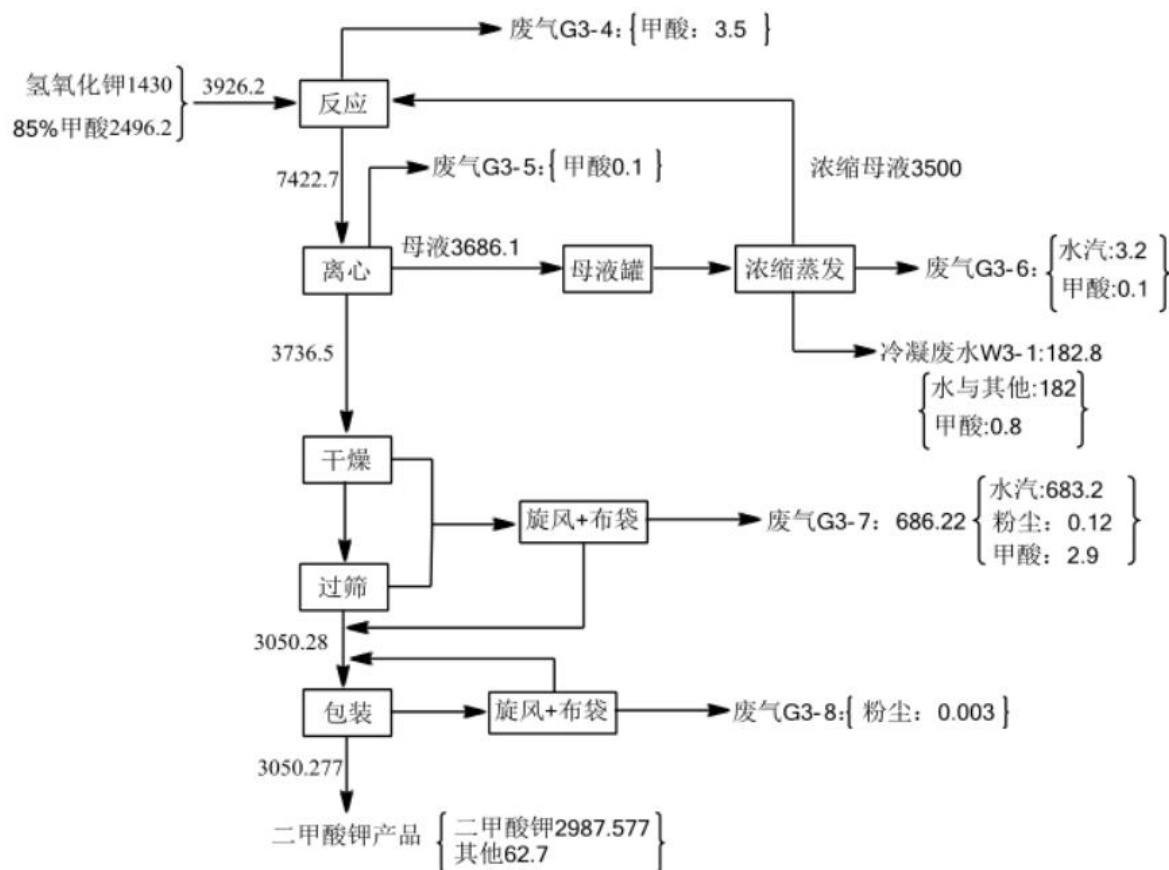 废气G3-4：{甲酸：3.5}
氢氧化钾1430
85%甲酸2496.2
3926.2
反应
7422.7
废气G3-5：{甲酸0.1}
浓缩母液3500
离心
母液3686.1
母液罐
浓缩蒸发
废气G3-6：
水汽:3.2
甲酸:0.1
冷凝废水W3-1:182.8
水与其他:182
甲酸:0.8
3736.5
干燥
旋风+布袋
废气G3-7：686.22
水汽:683.2
粉尘：0.12
甲酸：2.9
过筛
3050.28
包装
旋风+布袋
废气G3-8：{粉尘：0.003}
3050.277
二甲酸钾产品
二甲酸钾2987.577
其他62.7